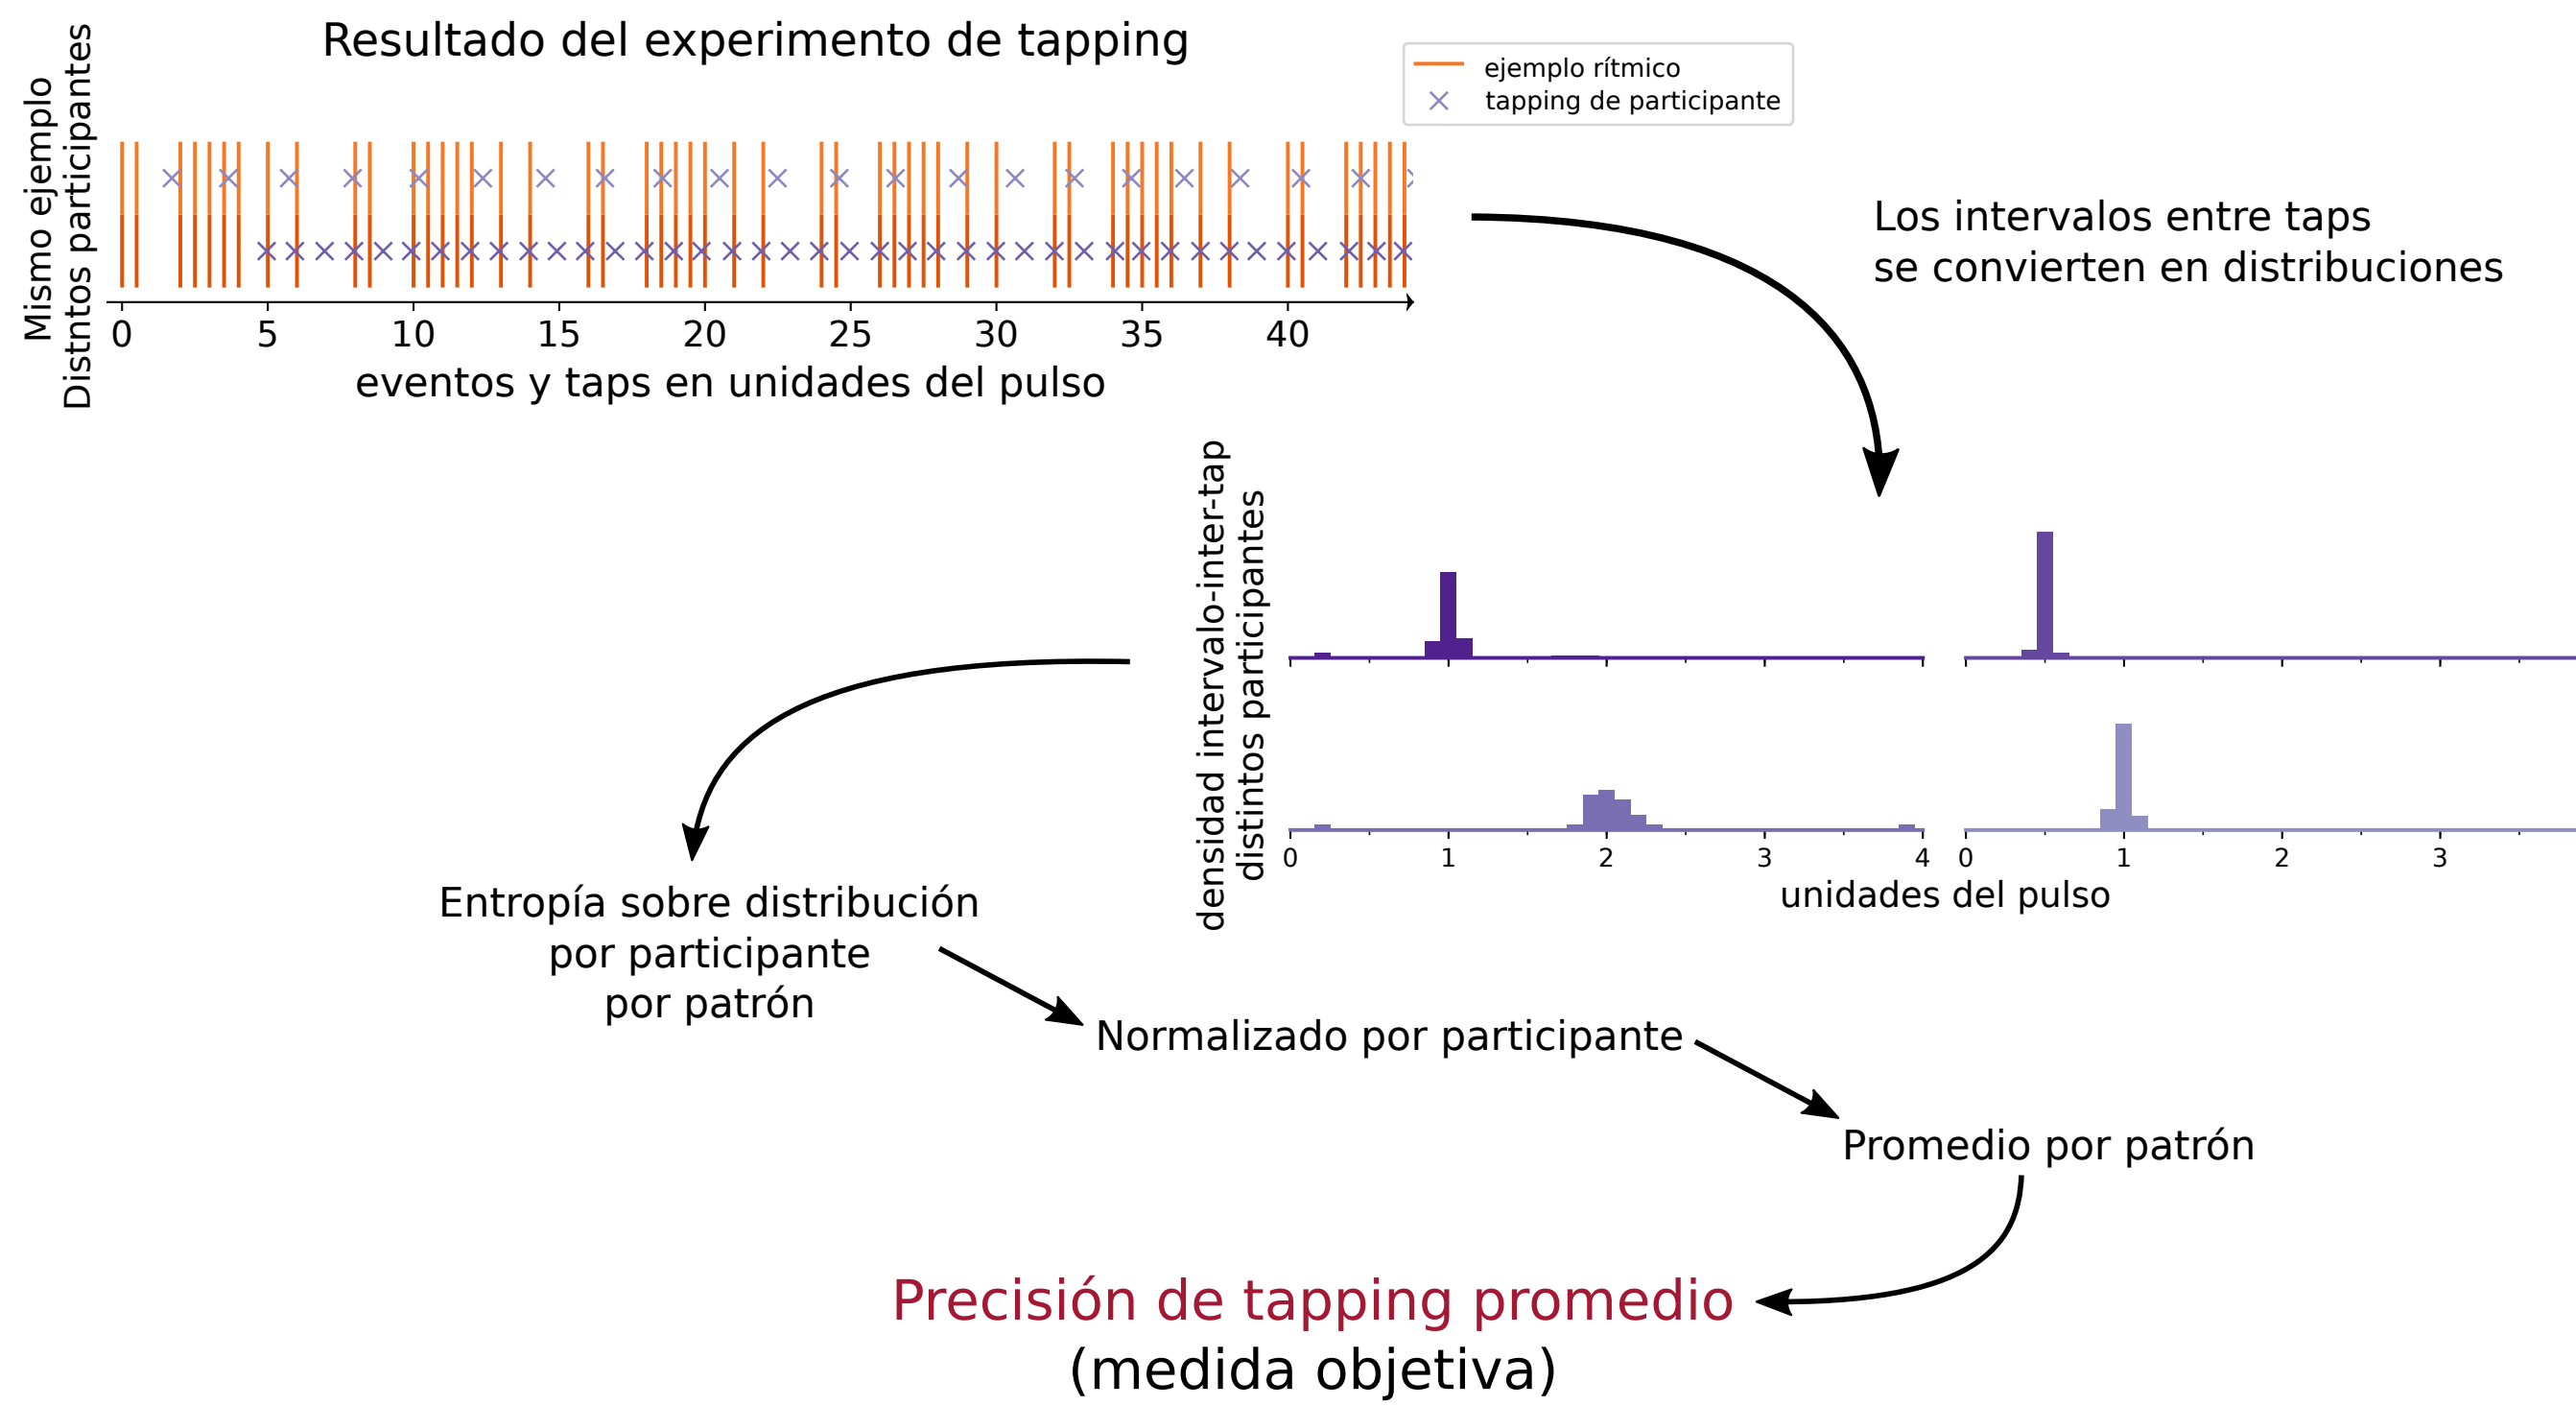 Resultado del experimento de tapping
ejemplo rítmico
tapping de participante
Mismo ejemplo
Distntos participantes
0 5 10 15 20 25 30 35 40
eventos y taps en unidades del pulso
Los intervalos entre taps
se convierten en distribuciones
densidad intervalo-inter-tap
distintos participantes
0 1 2 3 4 0 1 2 3
unidades del pulso
Entropía sobre distribución
por participante
por patrón
Normalizado por participante
Promedio por patrón
Precisión de tapping promedio
(medida objetiva)